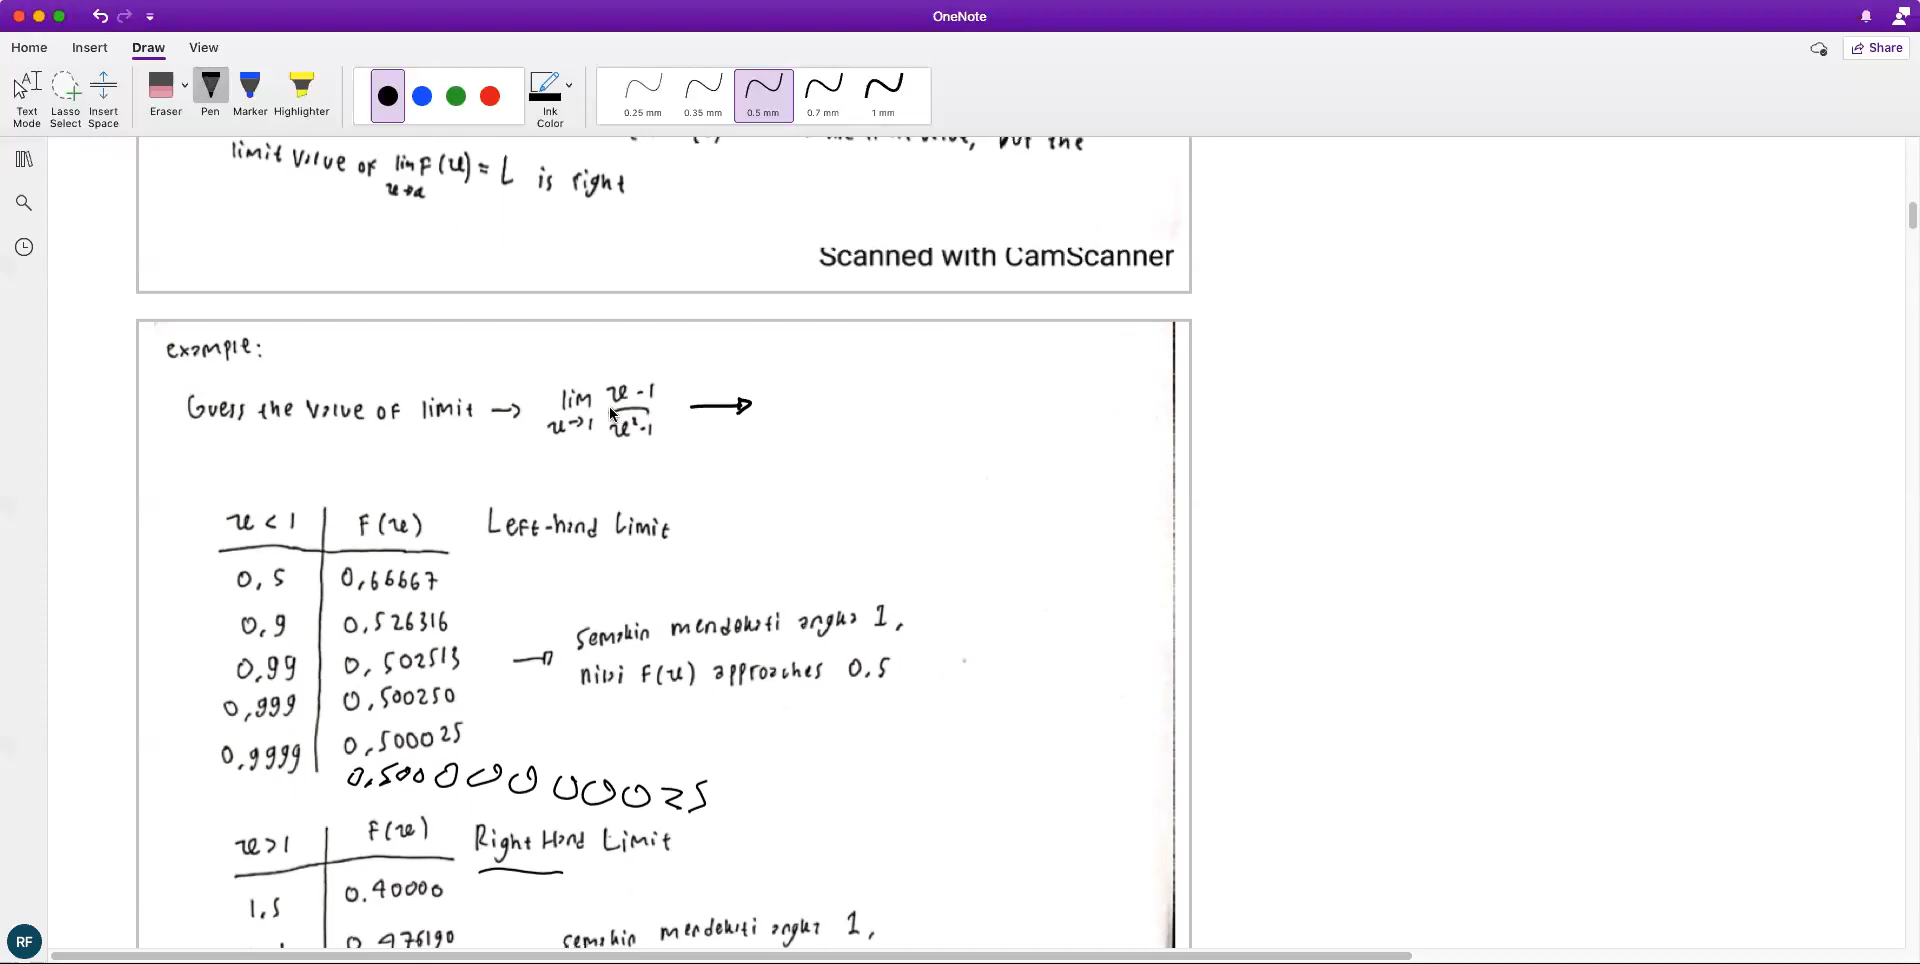 OneNote
Home Insert Draw View
Share
Text Mode
Lasso Select
Insert Space
Eraser
Pen
Marker
Highlighter
Ink Color
0.25 mm
0.35 mm
0.5 mm
0.7 mm
1 mm
but the
limit value of lim F(x) = L is right
x→a
Scanned with CamScanner
example:
Guess the value of limit → lim x-1 →
x→1 x²-1
x < 1 F(x) Left-hand Limit
0,5 0,66667
0,9 0,526316
0,99 0,502513
0,999 0,500250
0,9999 0,500025
→ semakin mendekati angka 1,
nilai F(x) approaches 0.5
0,500000000025
x>1 F(x) Right Hand Limit
1,5 0.40000
0.476190
semakin mendekati angka 1,
RF